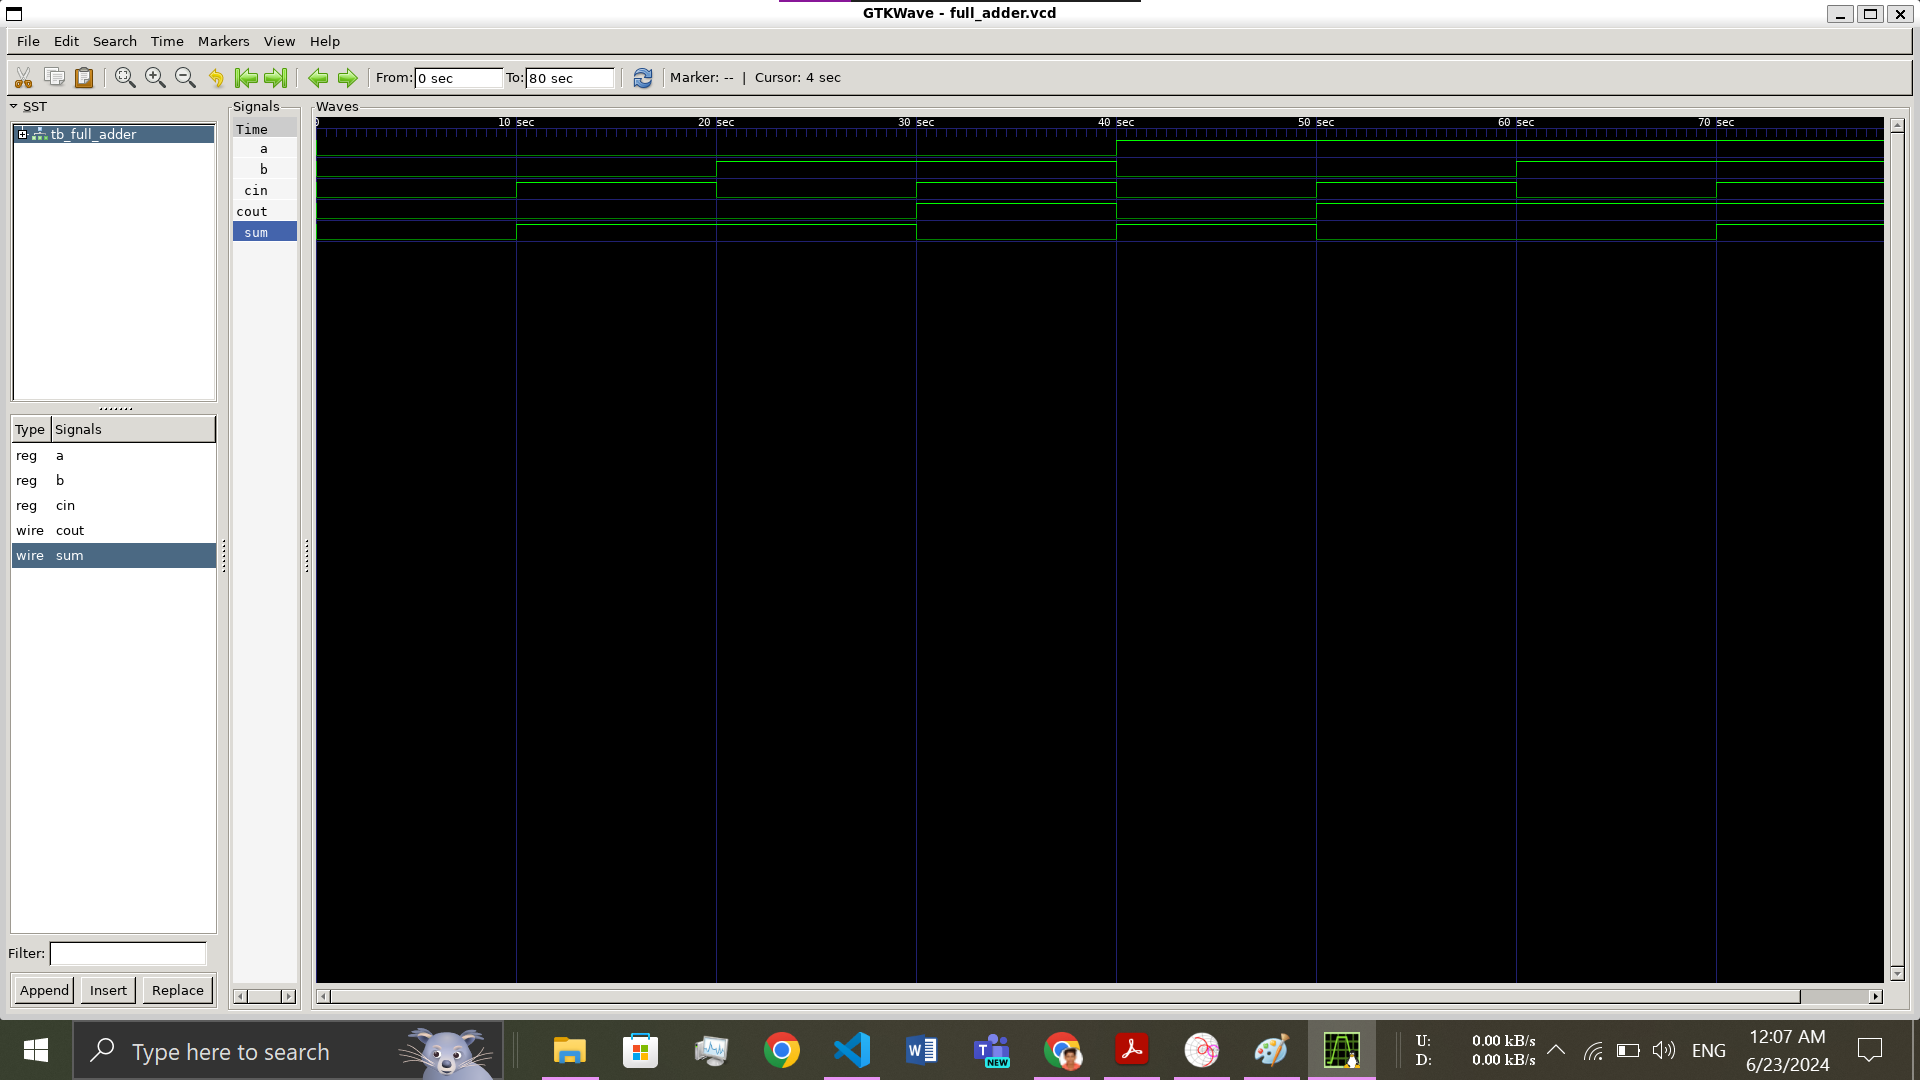 GTKWave - full_adder.vcd
File Edit Search Time Markers View Help
From: 0 sec To: 80 sec Marker: -- | Cursor: 4 sec
SST
tb_full_adder
Type Signals
reg a
reg b
reg cin
wire cout
wire sum
Filter:
Append Insert Replace
Signals
Time
a
b
cin
cout
sum
Waves
0 10 sec 20 sec 30 sec 40 sec 50 sec 60 sec 70 sec
Type here to search
NEW
U: 0.00 kB/s
D: 0.00 kB/s
ENG
12:07 AM
6/23/2024